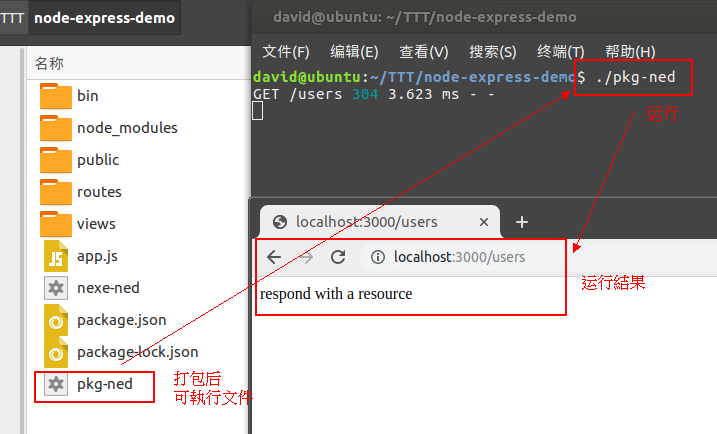 TTT node-express-demo
名称
bin
node_modules
public
routes
views
app.js
nexe-ned
package.json
package-lock.json
pkg-ned
打包后
可執行文件
david@ubuntu: ~/TTT/node-express-demo
文件(F) 编辑(E) 查看(V) 搜索(S) 终端(T) 帮助(H)
david@ubuntu:~/TTT/node-express-demo$ ./pkg-ned
GET /users 304 3.623 ms - -
运行
localhost:3000/users
localhost:3000/users
respond with a resource
运行結果